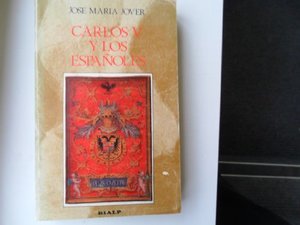 JOSE MARIA JOVER
CARLOS V
Y LOS
ESPAÑOLES
RIALP